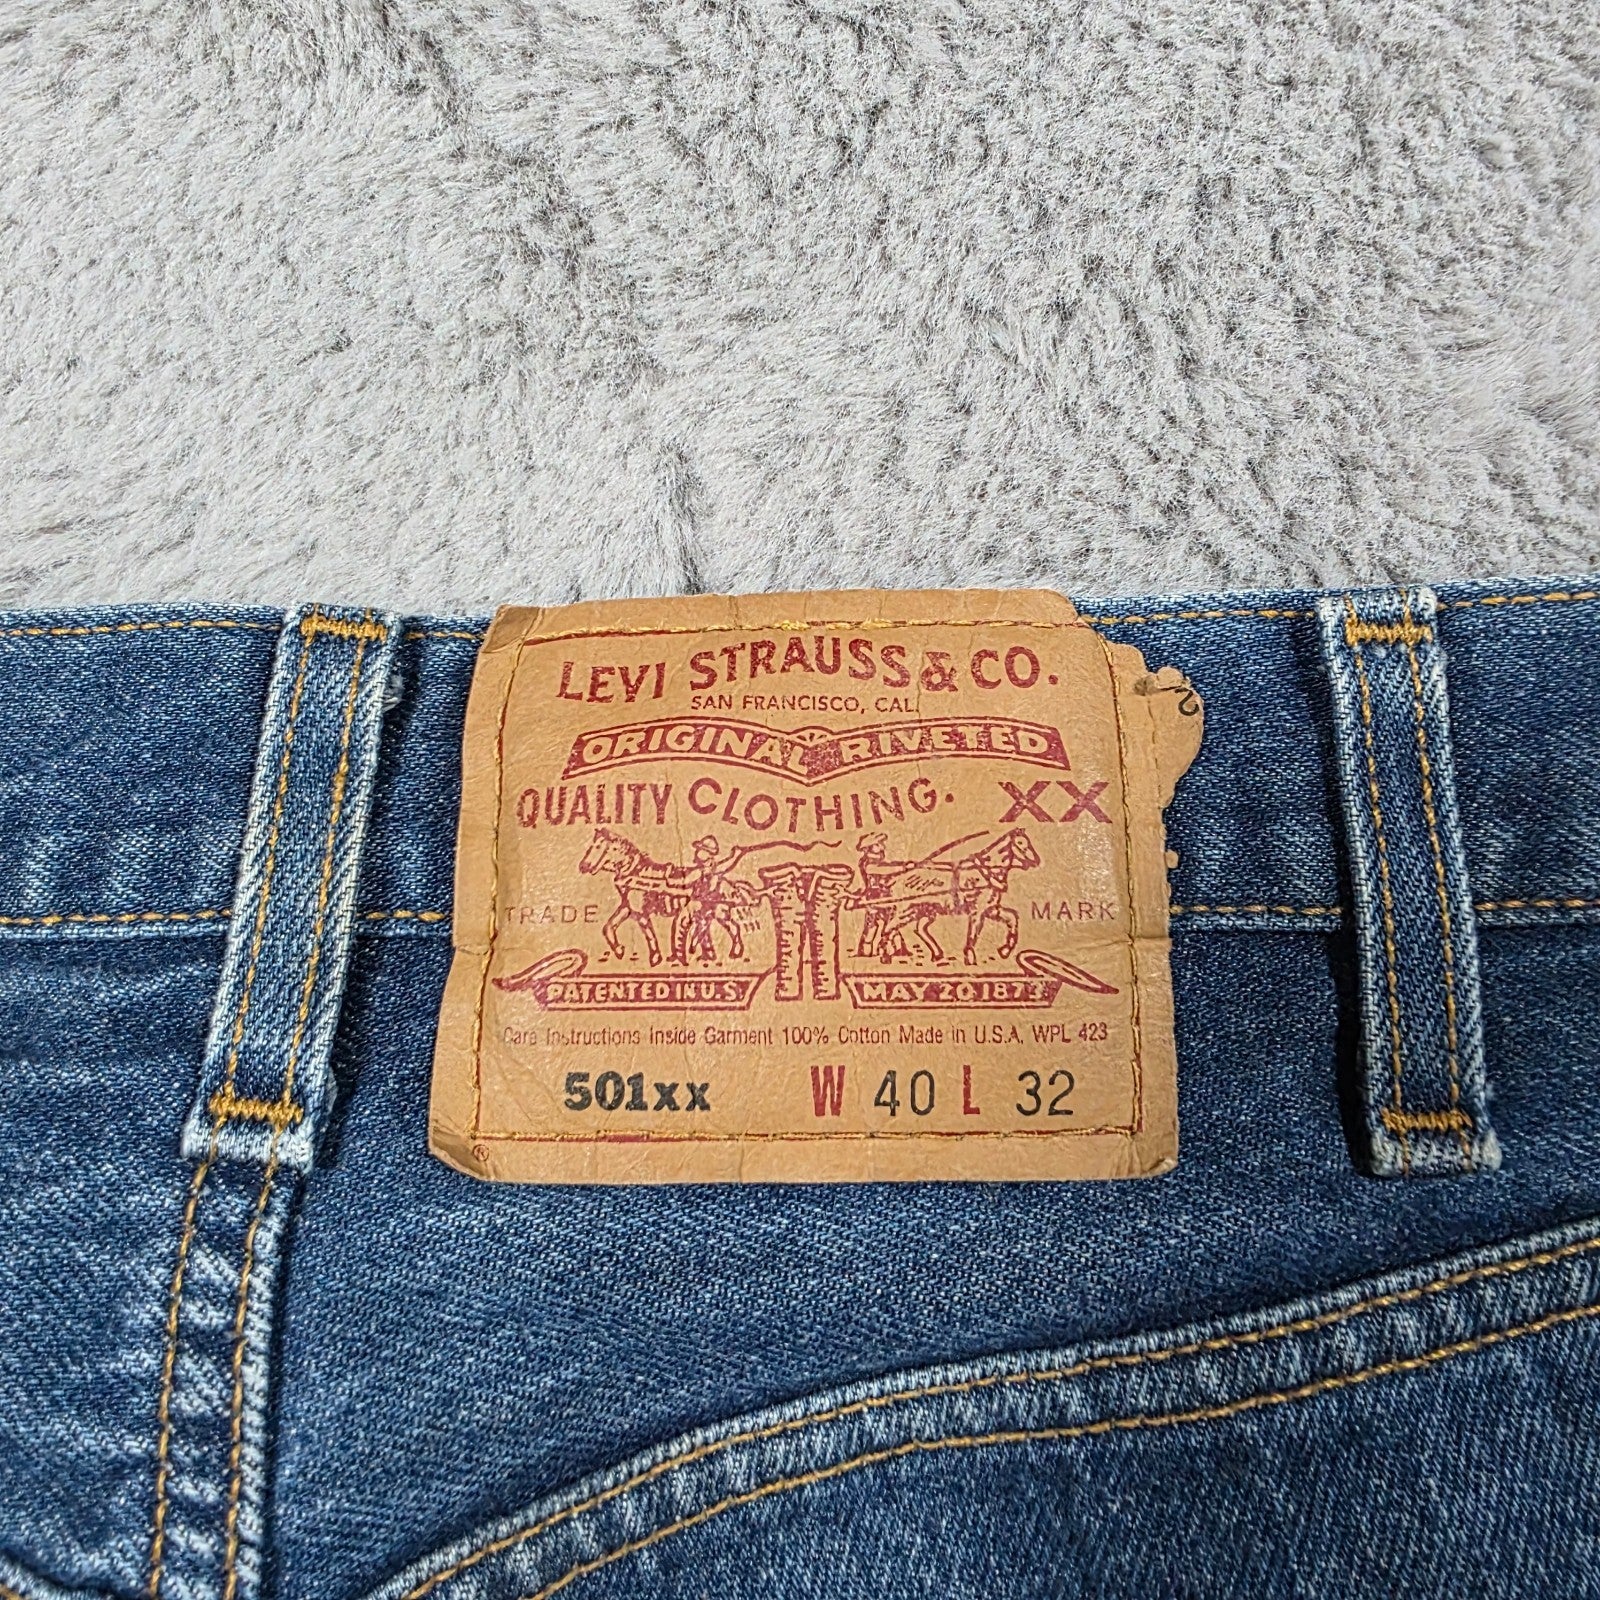 LEVI STRAUSS & CO.
SAN FRANCISCO, CAL.
ORIGINAL RIVETED
QUALITY CLOTHING. XX
TRADE MARK
PATENTED IN U.S. MAY 20 1873
Care Instructions Inside Garment 100% Cotton Made in U.S.A. WPL 423
501xx W 40 L 32
®